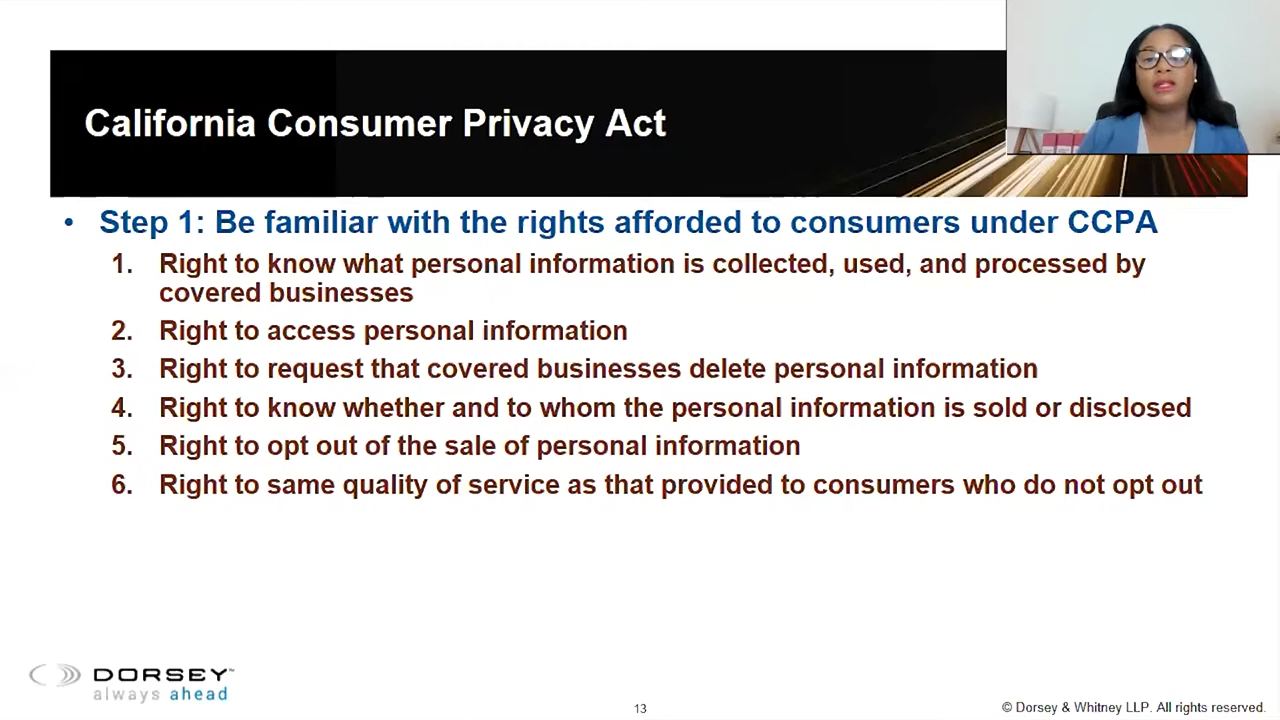 California Consumer Privacy Act
• Step 1: Be familiar with the rights afforded to consumers under CCPA
1. Right to know what personal information is collected, used, and processed by
covered businesses
2. Right to access personal information
3. Right to request that covered businesses delete personal information
4. Right to know whether and to whom the personal information is sold or disclosed
5. Right to opt out of the sale of personal information
6. Right to same quality of service as that provided to consumers who do not opt out
DORSEY™
always ahead
13
© Dorsey & Whitney LLP. All rights reserved.